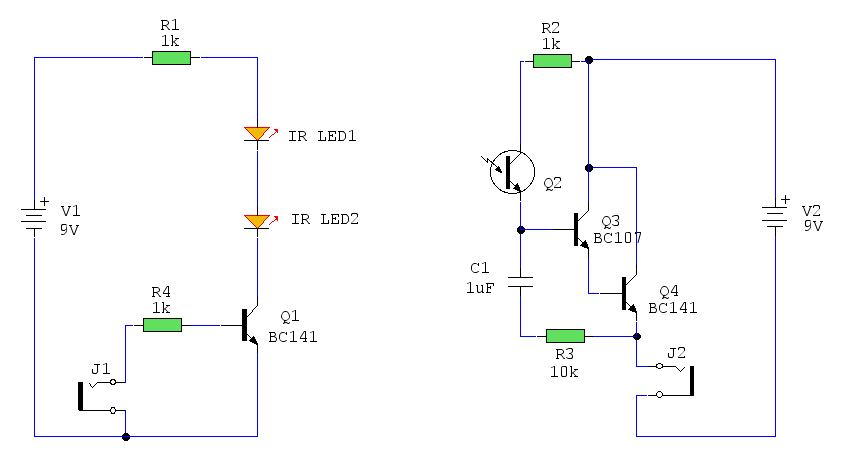 R1
1k
IR LED1
IR LED2
+
V1
9V
R4
1k
Q1
BC141
J1
R2
1k
Q2
Q3
BC107
C1
1uF
Q4
BC141
R3
10k
J2
+
V2
9V